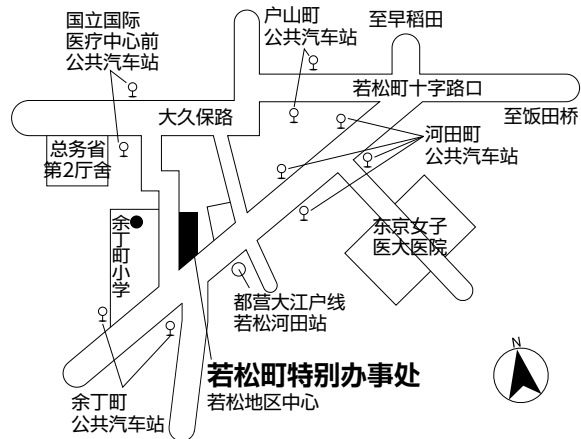 国立国际
医疗中心前
公共汽车站
户山町
公共汽车站
至早稻田
若松町十字路口
至饭田桥
大久保路
河田町
公共汽车站
总务省
第2厅舍
余丁町小学
东京女子
医大医院
都营大江户线
若松河田站
若松町特别办事处
若松地区中心
余丁町
公共汽车站
N